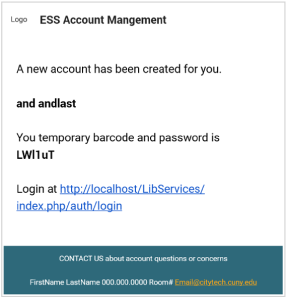 Logo ESS Account Mangement
A new account has been created for you.
and andlast
You temporary barcode and password is
LWl1uT
Login at http://localhost/LibServices/
index.php/auth/login
CONTACT US about account questions or concerns
FirstName LastName 000.000.0000 Room# Email@citytech.cuny.edu